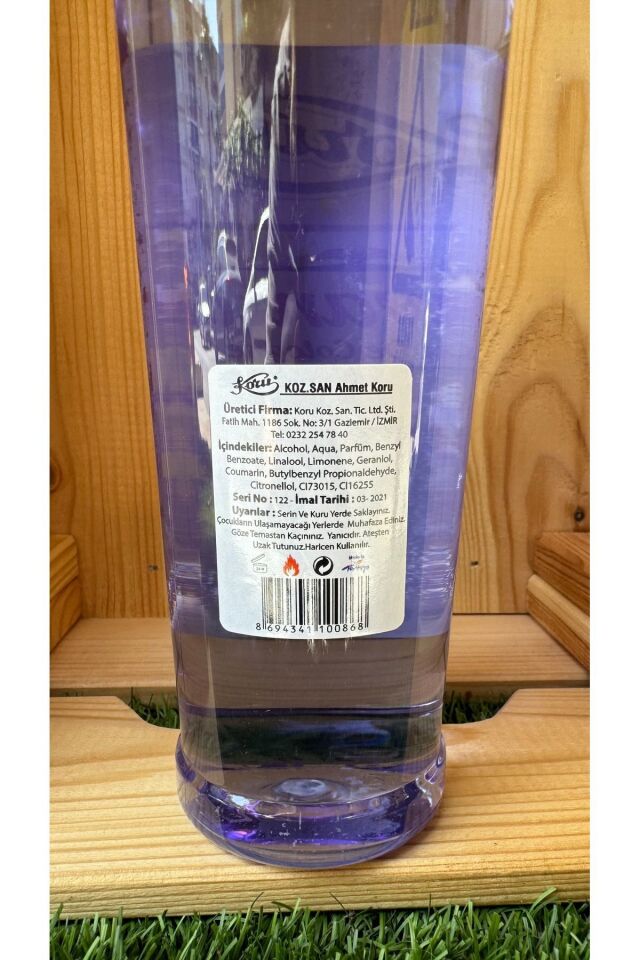 Koru KOZ.SAN Ahmet Koru
Üretici Firma: Koru Koz. San. Tic. Ltd. Şti.
Fatih Mah. 1186 Sok. No: 3/1 Gaziemir / İZMİR
Tel: 0232 254 78 40
İçindekiler: Alcohol, Aqua, Parfüm, Benzyl
Benzoate, Linalool, Limonene, Geraniol,
Coumarin, Butylbenzyl Propionaldehyde,
Citronellol, CI73015, CI16255
Seri No : 122 - İmal Tarihi : 03- 2021
Uyarılar : Serin Ve Kuru Yerde Saklayınız.
Çocukların Ulaşamayacağı Yerlerde Muhafaza Ediniz.
Göze Temastan Kaçınınız. Yanıcıdır. Ateşten
Uzak Tutunuz.Haricen Kullanılır.
8 694341 100868